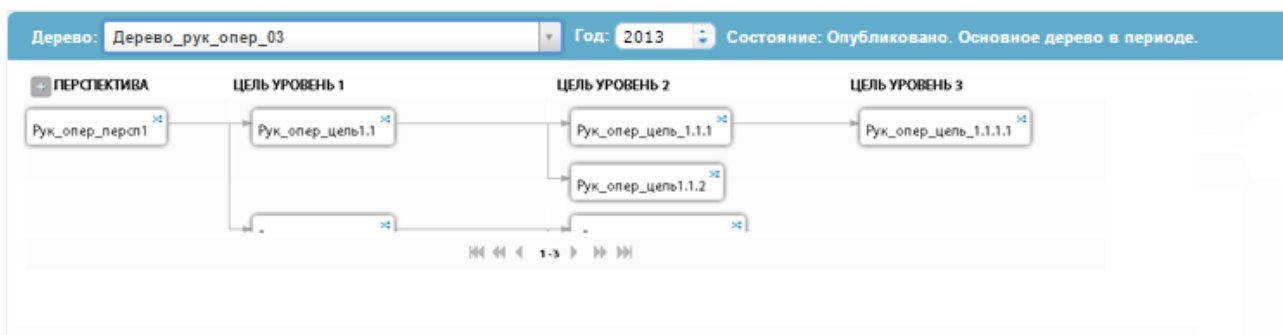 Дерево: Дерево_рук_опер_03 Год: 2013 Состояние: Опубликовано. Основное дерево в периоде.
ПЕРСПЕКТИВА ЦЕЛЬ УРОВЕНЬ 1 ЦЕЛЬ УРОВЕНЬ 2 ЦЕЛЬ УРОВЕНЬ 3
Рук_опер_персп1 Рук_опер_цель1.1 Рук_опер_цель_1.1.1 Рук_опер_цель_1.1.1.1
Рук_опер_цель1.1.2
1-3